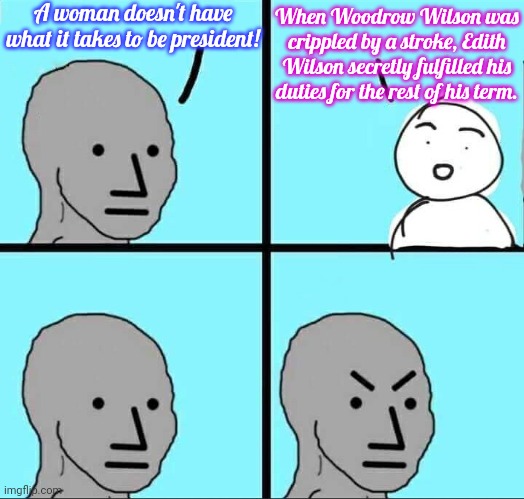 A woman doesn't have
what it takes to be president!
When Woodrow Wilson was
crippled by a stroke, Edith
Wilson secretly fulfilled his
duties for the rest of his term.
imgflip.com